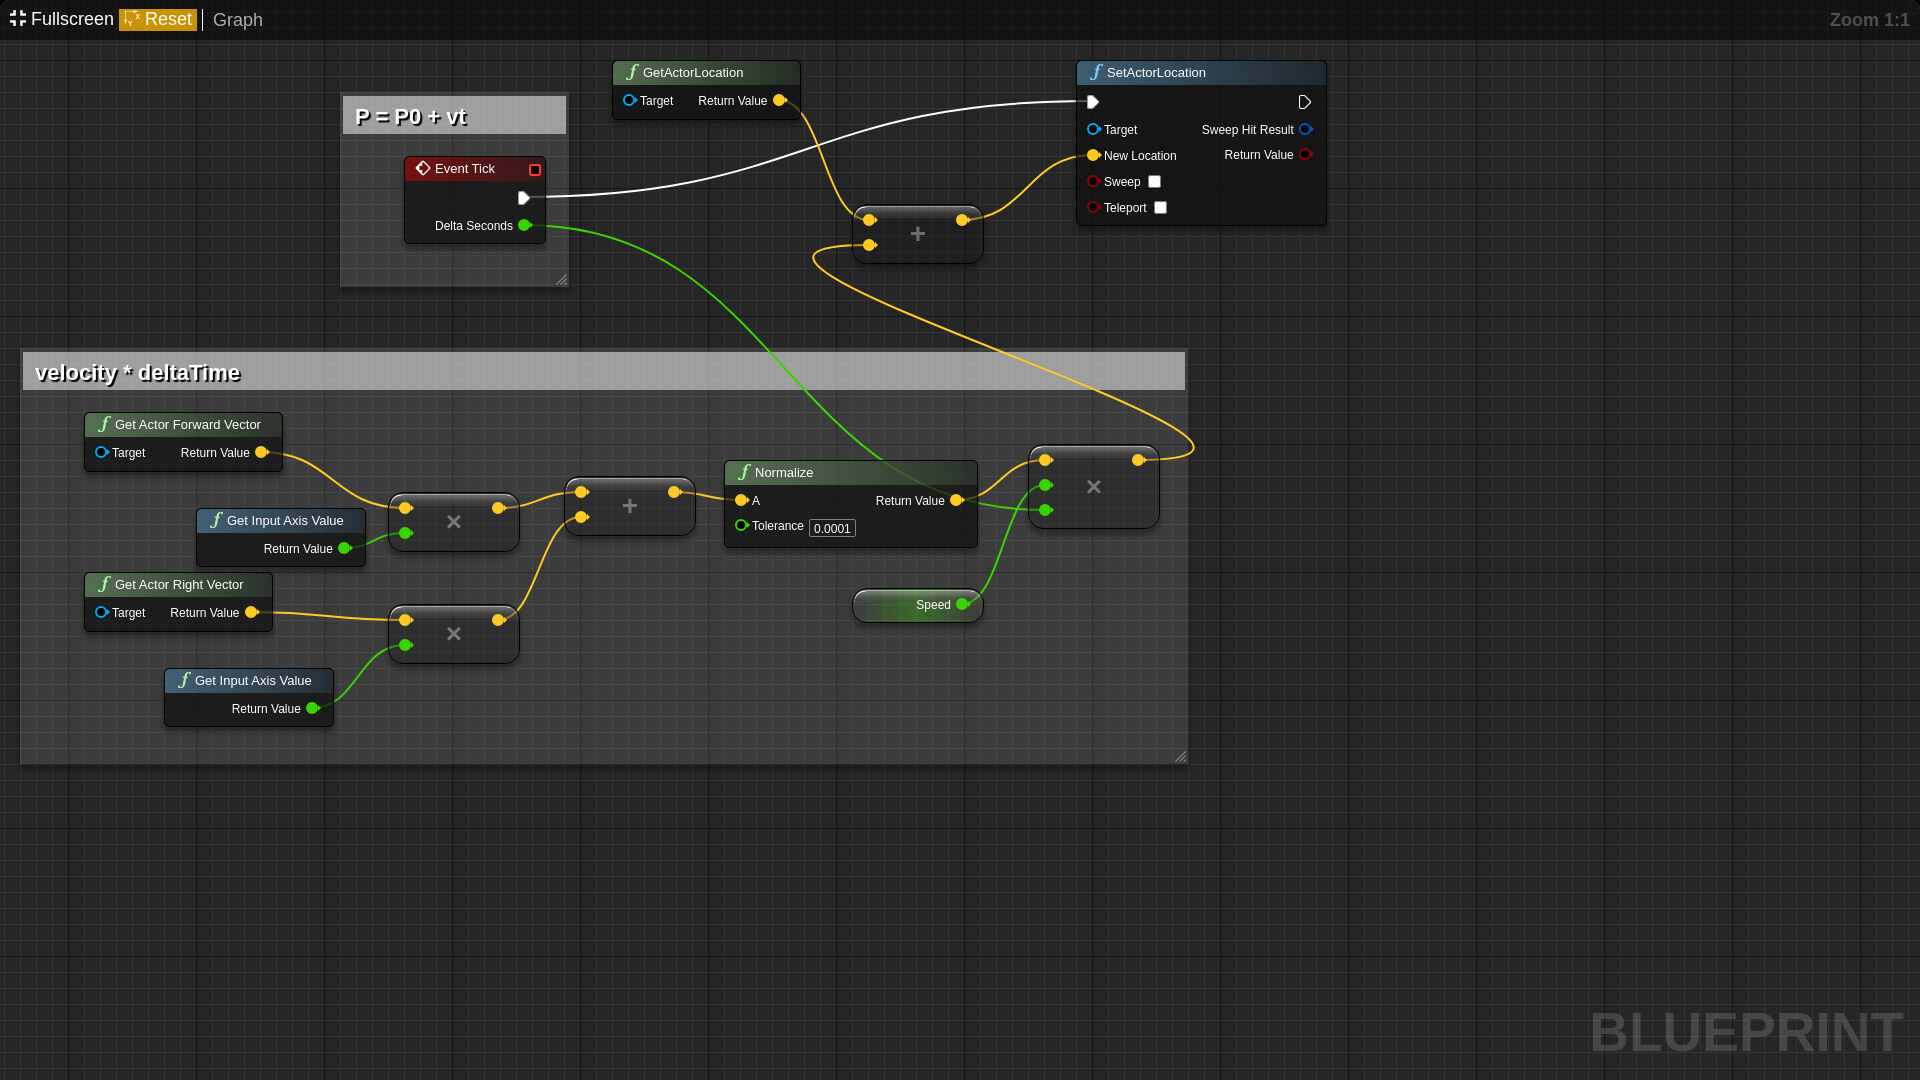 Fullscreen Reset Graph
Zoom 1:1
P = P0 + vt
Event Tick
Delta Seconds
GetActorLocation
Target Return Value
+
SetActorLocation
Target Sweep Hit Result
New Location Return Value
Sweep
Teleport
velocity * deltaTime
Get Actor Forward Vector
Target Return Value
Get Input Axis Value
Return Value
Get Actor Right Vector
Target Return Value
Get Input Axis Value
Return Value
×
×
+
Normalize
A Return Value
Tolerance 0.0001
Speed
×
BLUEPRINT